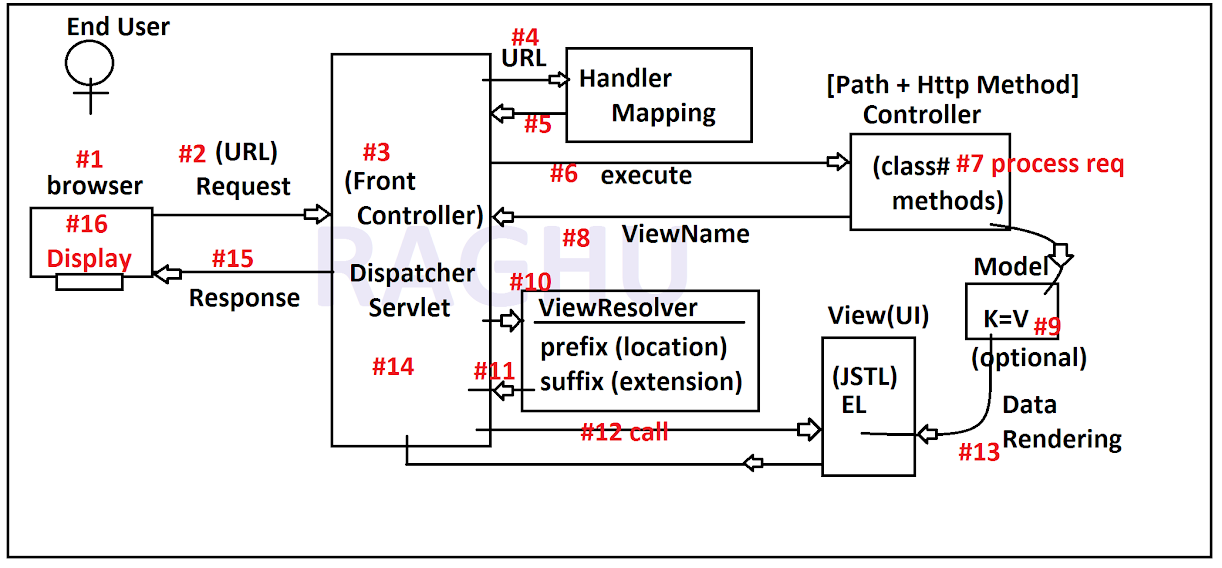 End User
#4
URL
Handler
Mapping
[Path + Http Method]
Controller
#5
#1
browser
#2 (URL)
Request
#3
(Front
Controller)
#6 execute
(class# #7 process req
methods)
#16
Display
#8 ViewName
#15
Response
RAGHU
Dispatcher
Servlet
#10
ViewResolver
prefix (location)
suffix (extension)
#11
Model
K=V #9
(optional)
View(UI)
(JSTL)
EL
#14
#12 call
Data
Rendering
#13